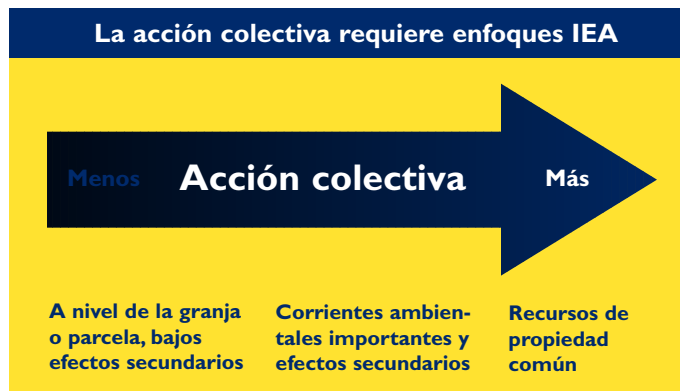 La acción colectiva requiere enfoques IEA
Menos Acción colectiva Más
A nivel de la granja
o parcela, bajos
efectos secundarios
Corrientes ambien-
tales importantes y
efectos secundarios
Recursos de
propiedad
común